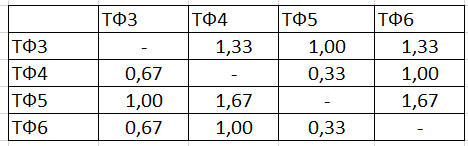 ТФ3 ТФ4 ТФ5 ТФ6
ТФ3 - 1,33 1,00 1,33
ТФ4 0,67 - 0,33 1,00
ТФ5 1,00 1,67 - 1,67
ТФ6 0,67 1,00 0,33 -